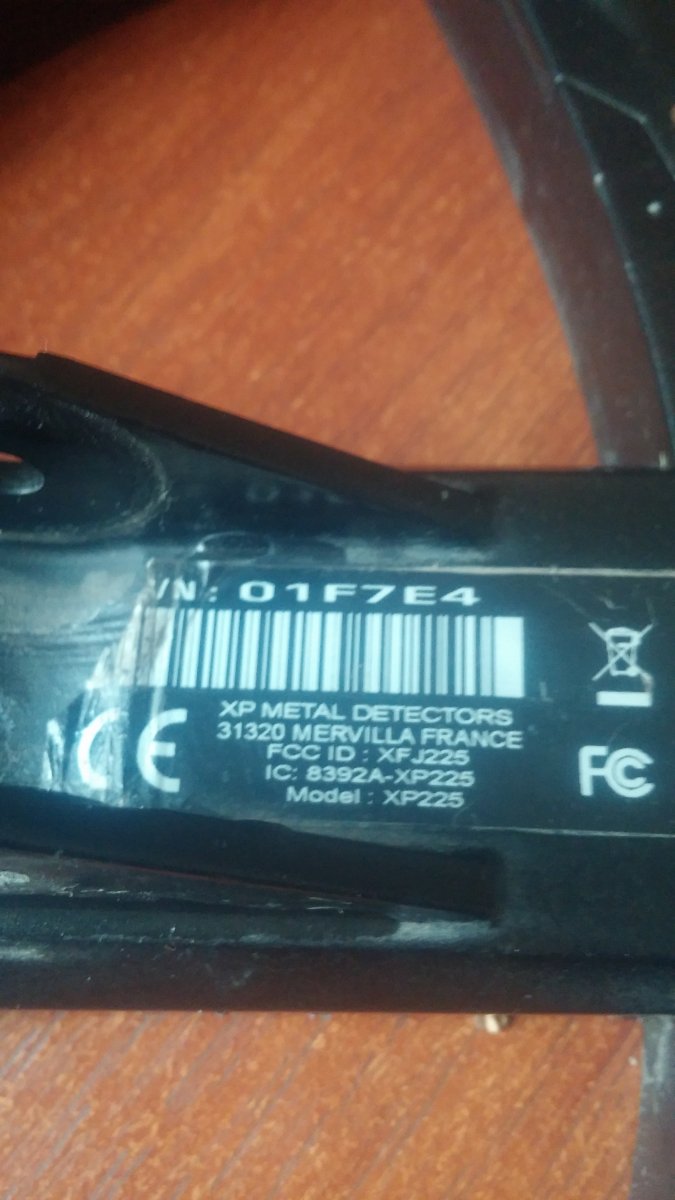 /N : 01F7E4
XP METAL DETECTORS
31320 MERVILLA FRANCE
FCC ID : XFJ225
IC: 8392A-XP225
Model : XP225
CE
FC